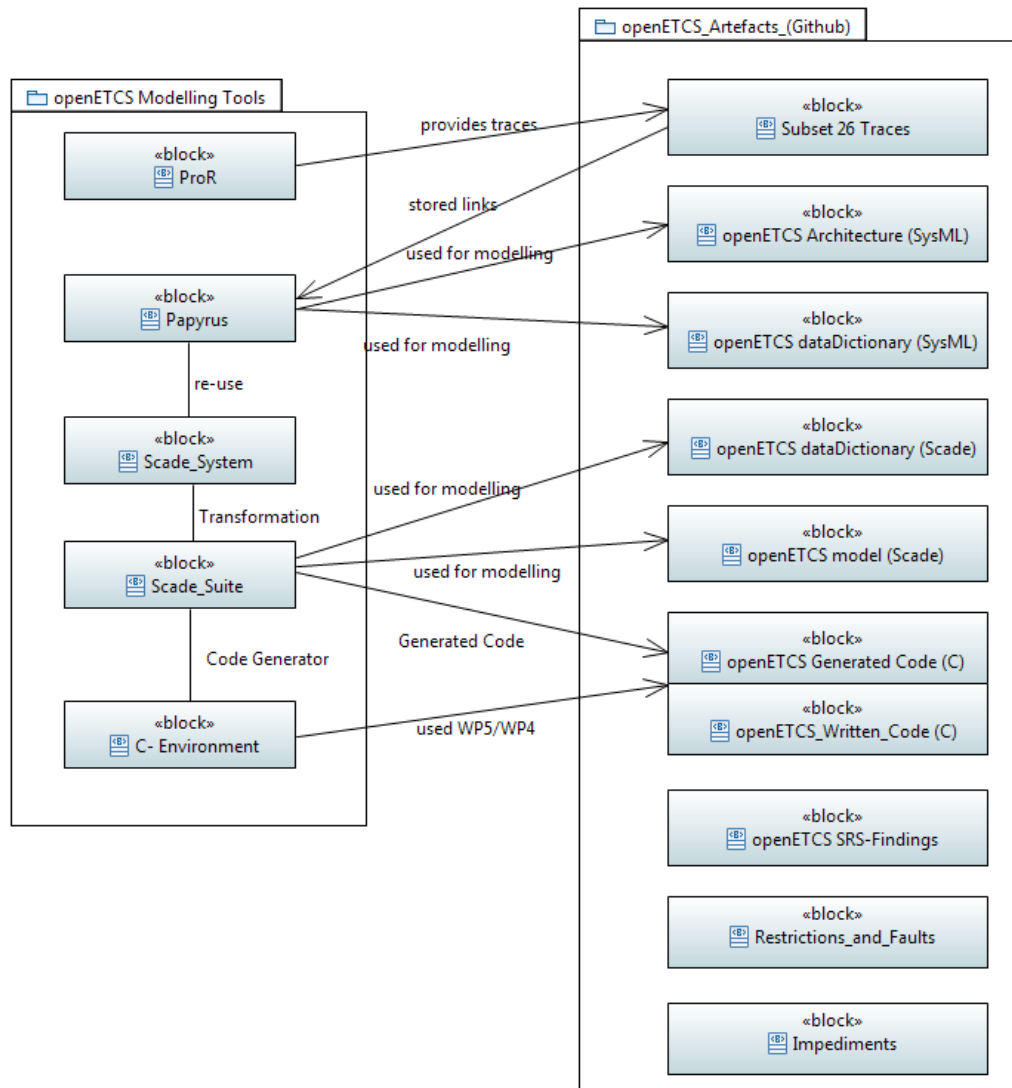 openETCS_Artefacts_(Github)
openETCS Modelling Tools
«block»
ProR
«block»
Papyrus
re-use
«block»
Scade_System
Transformation
«block»
Scade_Suite
Code Generator
«block»
C- Environment
provides traces
stored links
used for modelling
used for modelling
used for modelling
used for modelling
Generated Code
used WP5/WP4
«block»
Subset 26 Traces
«block»
openETCS Architecture (SysML)
«block»
openETCS dataDictionary (SysML)
«block»
openETCS dataDictionary (Scade)
«block»
openETCS model (Scade)
«block»
openETCS Generated Code (C)
«block»
openETCS_Written_Code (C)
«block»
openETCS SRS-Findings
«block»
Restrictions_and_Faults
«block»
Impediments